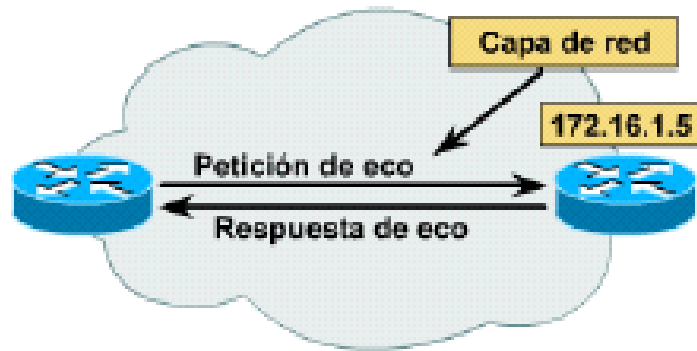 Capa de red
172.16.1.5
Petición de eco
Respuesta de eco